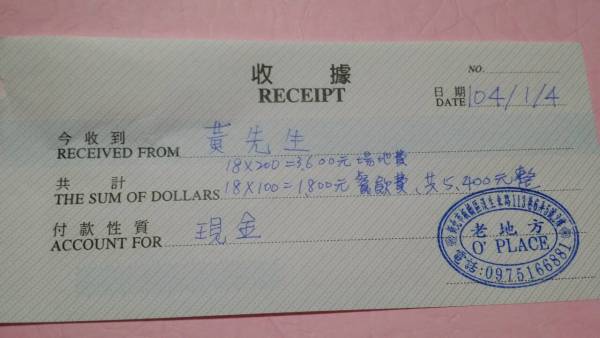 收據
RECEIPT
NO.
日期
DATE 104/1/4
今收到
RECEIVED FROM 黃先生
18×200=3,600元場地費
共計
THE SUM OF DOLLARS 18×100=1,800元餐飲費,共5,400元整
付款性質
ACCOUNT FOR 現金
老地方
O' PLACE
電話:0975166881